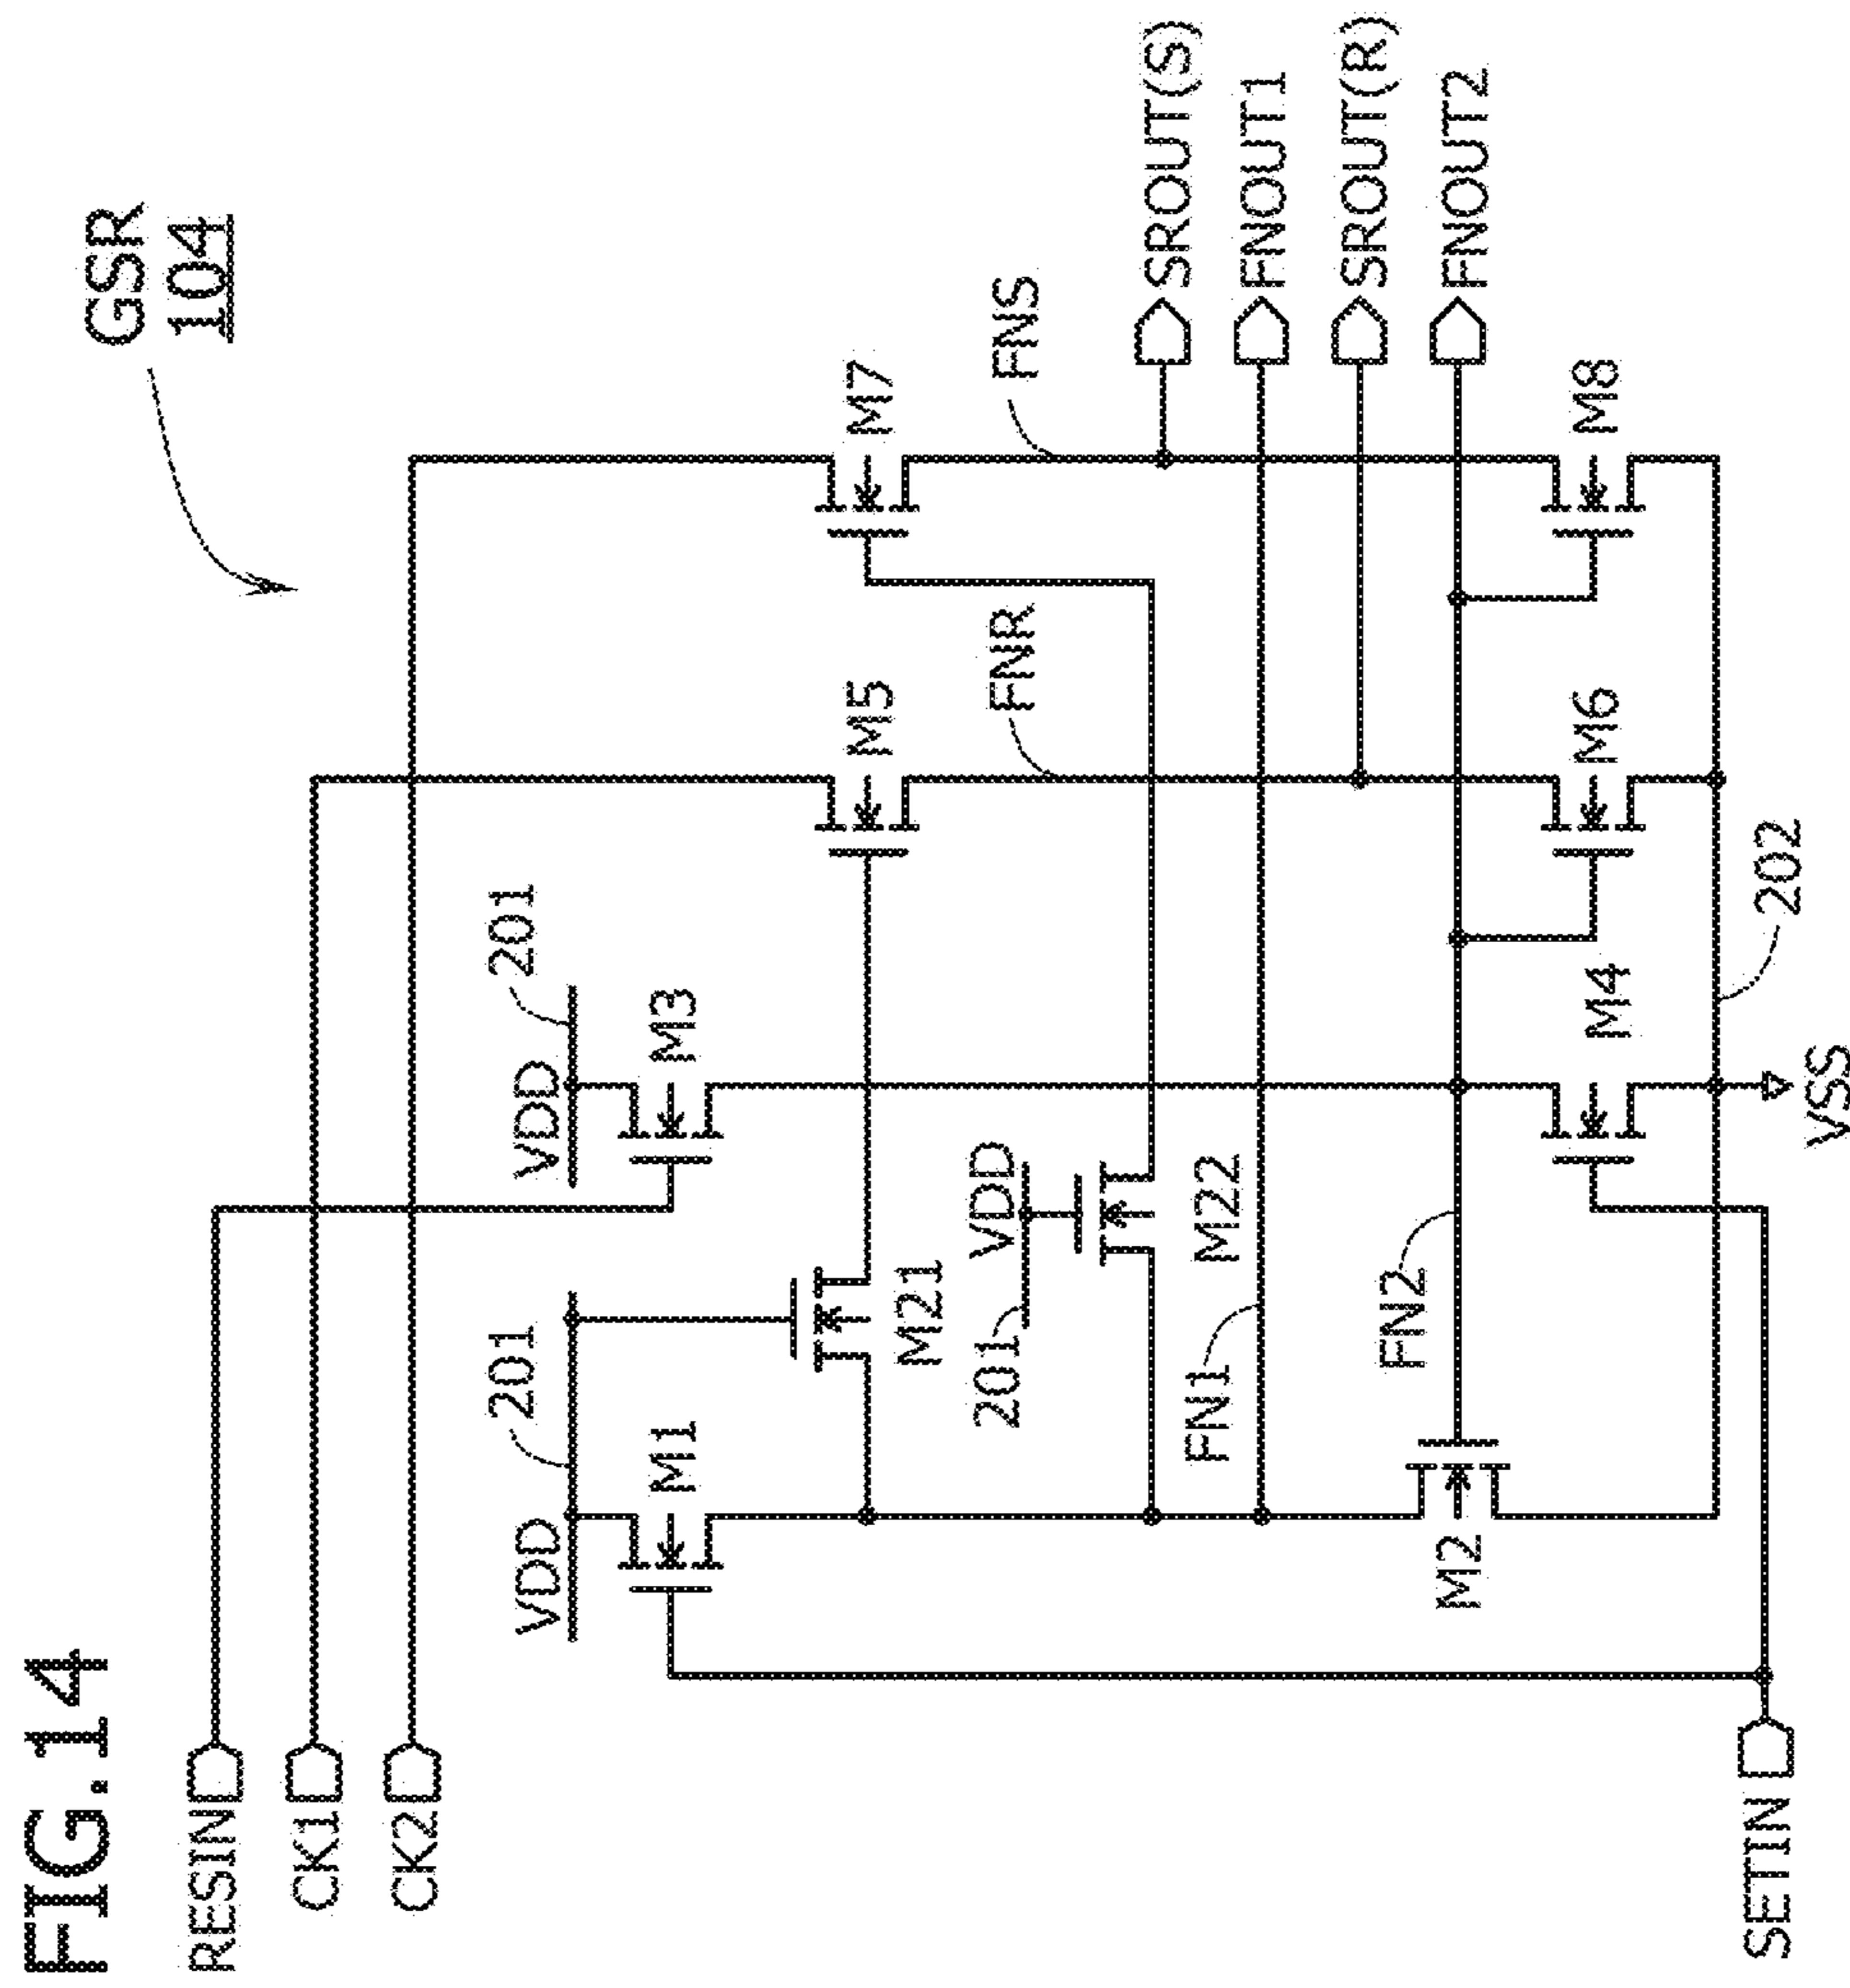 FIG.14
GSR
104
RESIN
CK1
CK2
VDD
201
VDD
201
M1
M3
M21
M5
M7
201
VDD
M22
FNR
FNS
SROUT(S)
FN1
FNOUT1
SROUT(R)
FN2
FNOUT2
M2
M4
M6
M8
SETIN
VSS
202